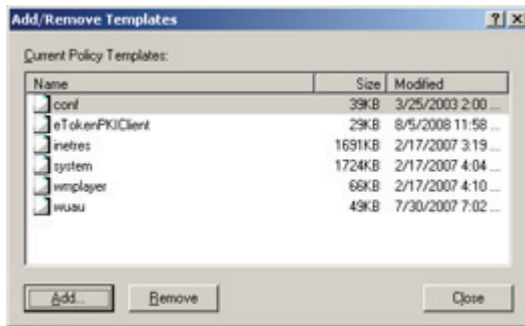 Add/Remove Templates
Current Policy Templates:
Name Size Modified
conf 39KB 3/25/2003 2:00 ...
eTokenPKIClient 29KB 8/5/2008 11:58 ...
inetres 1691KB 2/17/2007 3:19 ...
system 1724KB 2/17/2007 4:04 ...
wmplayer 66KB 2/17/2007 4:10 ...
wuau 49KB 7/30/2007 7:02 ...
Add... Remove Close